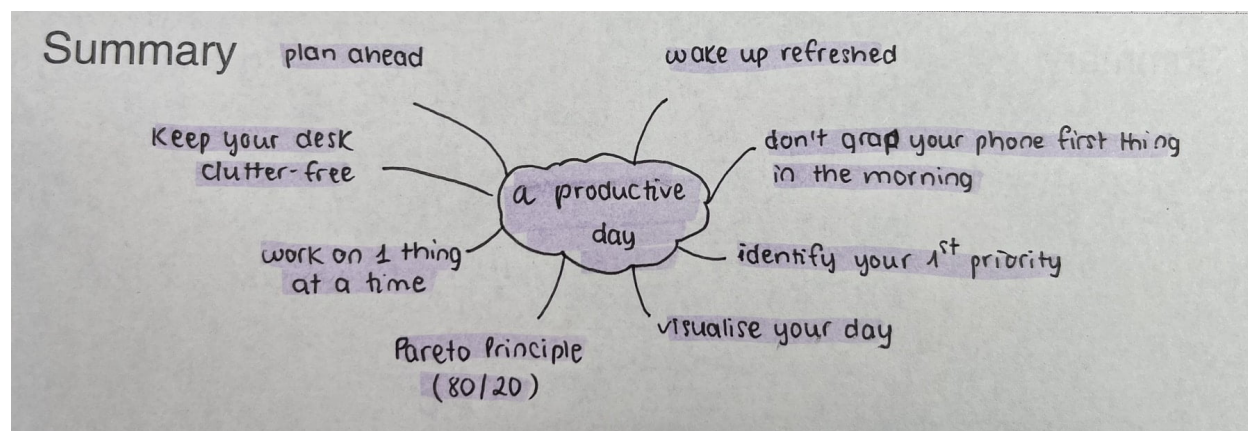 Summary
plan ahead
wake up refreshed
Keep your desk
clutter-free
don't grap your phone first thing
in the morning
a productive
day
work on 1 thing
at a time
identify your 1st priority
visualise your day
Pareto Principle
(80/20)